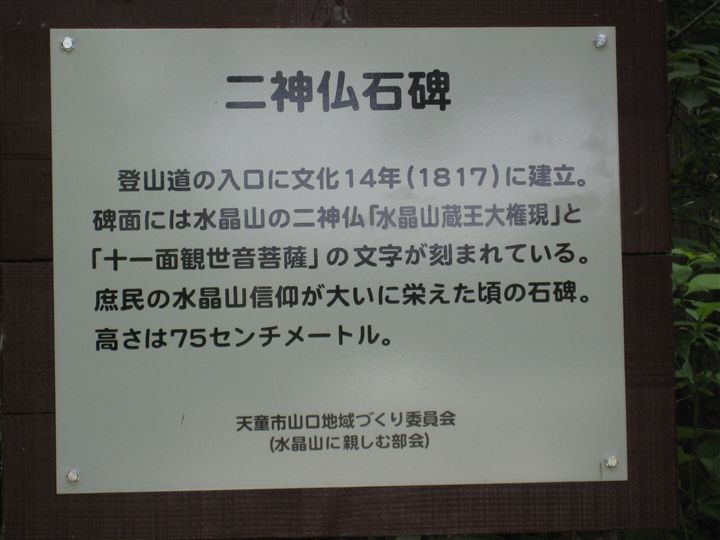 二神仏石碑
登山道の入口に文化14年(1817)に建立。
碑面には水晶山の二神仏「水晶山蔵王大権現」と
「十一面観世音菩薩」の文字が刻まれている。
庶民の水晶山信仰が大いに栄えた頃の石碑。
高さは75センチメートル。
天童市山口地域づくり委員会
(水晶山に親しむ部会)